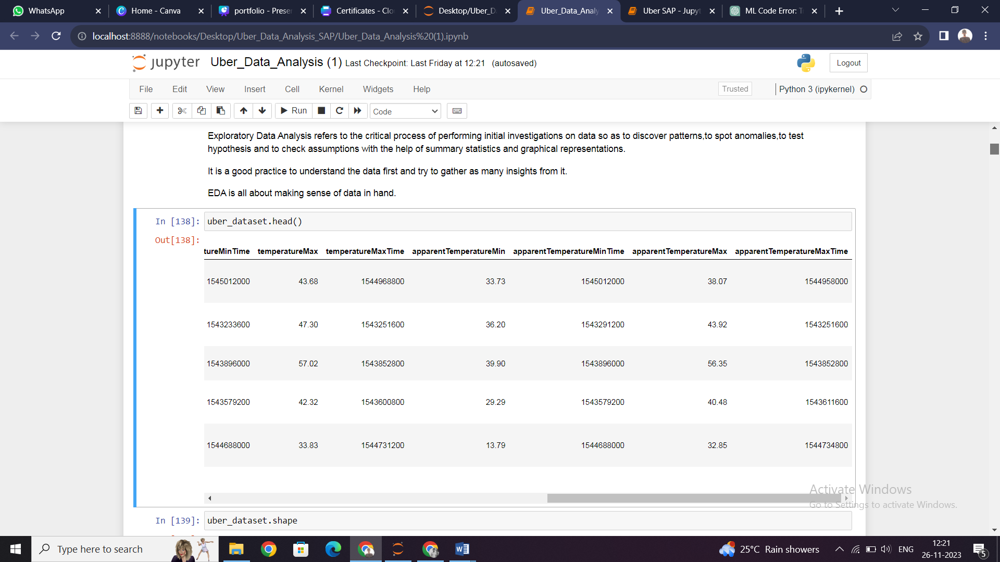 WhatsApp
Home - Canva
portfolio - Preser
Certificates - Clo
Desktop/Uber_D
Uber_Data_Analy
Uber SAP - Jupyt
ML Code Error: T
localhost:8888/notebooks/Desktop/Uber_Data_Analysis_SAP/Uber_Data_Analysis%20(1).ipynb
jupyter Uber_Data_Analysis (1) Last Checkpoint: Last Friday at 12:21 (autosaved)
Logout
File Edit View Insert Cell Kernel Widgets Help
Trusted
Python 3 (ipykernel)
Run
Code
Exploratory Data Analysis refers to the critical process of performing initial investigations on data so as to discover patterns,to spot anomalies,to test
hypothesis and to check assumptions with the help of summary statistics and graphical representations.
It is a good practice to understand the data first and try to gather as many insights from it.
EDA is all about making sense of data in hand.
In [138]: uber_dataset.head()
Out[138]:
tureMinTime temperatureMax temperatureMaxTime apparentTemperatureMin apparentTemperatureMinTime apparentTemperatureMax apparentTemperatureMaxTime
1545012000 43.68 1544968800 33.73 1545012000 38.07 1544958000
1543233600 47.30 1543251600 36.20 1543291200 43.92 1543251600
1543896000 57.02 1543852800 39.90 1543896000 56.35 1543852800
1543579200 42.32 1543600800 29.29 1543579200 40.48 1543611600
1544688000 33.83 1544731200 13.79 1544688000 32.85 1544734800
Activate Windows
Go to Settings to activate Windows.
In [139]: uber_dataset.shape
Type here to search
25°C Rain showers
ENG
12:21
26-11-2023
5